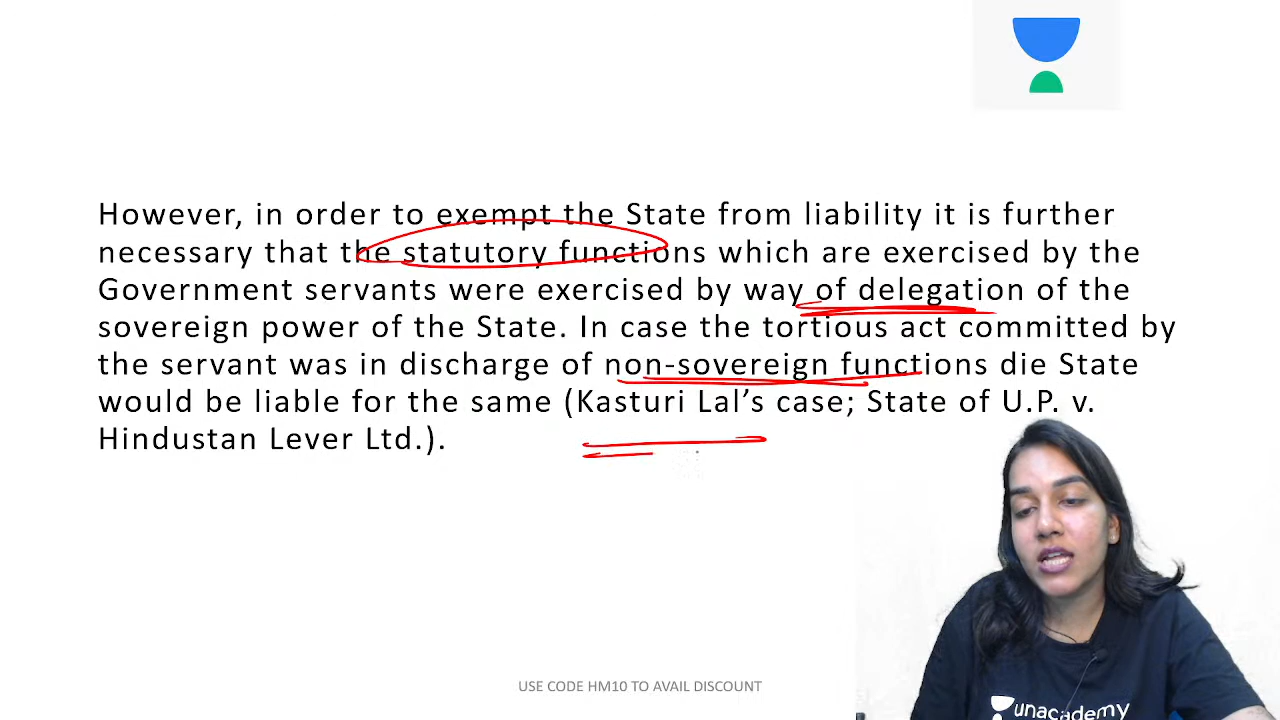 However, in order to exempt the State from liability it is further
necessary that the statutory functions which are exercised by the
Government servants were exercised by way of delegation of the
sovereign power of the State. In case the tortious act committed by
the servant was in discharge of non-sovereign functions die State
would be liable for the same (Kasturi Lal’s case; State of U.P. v.
Hindustan Lever Ltd.).
USE CODE HM10 TO AVAIL DISCOUNT
unacademy